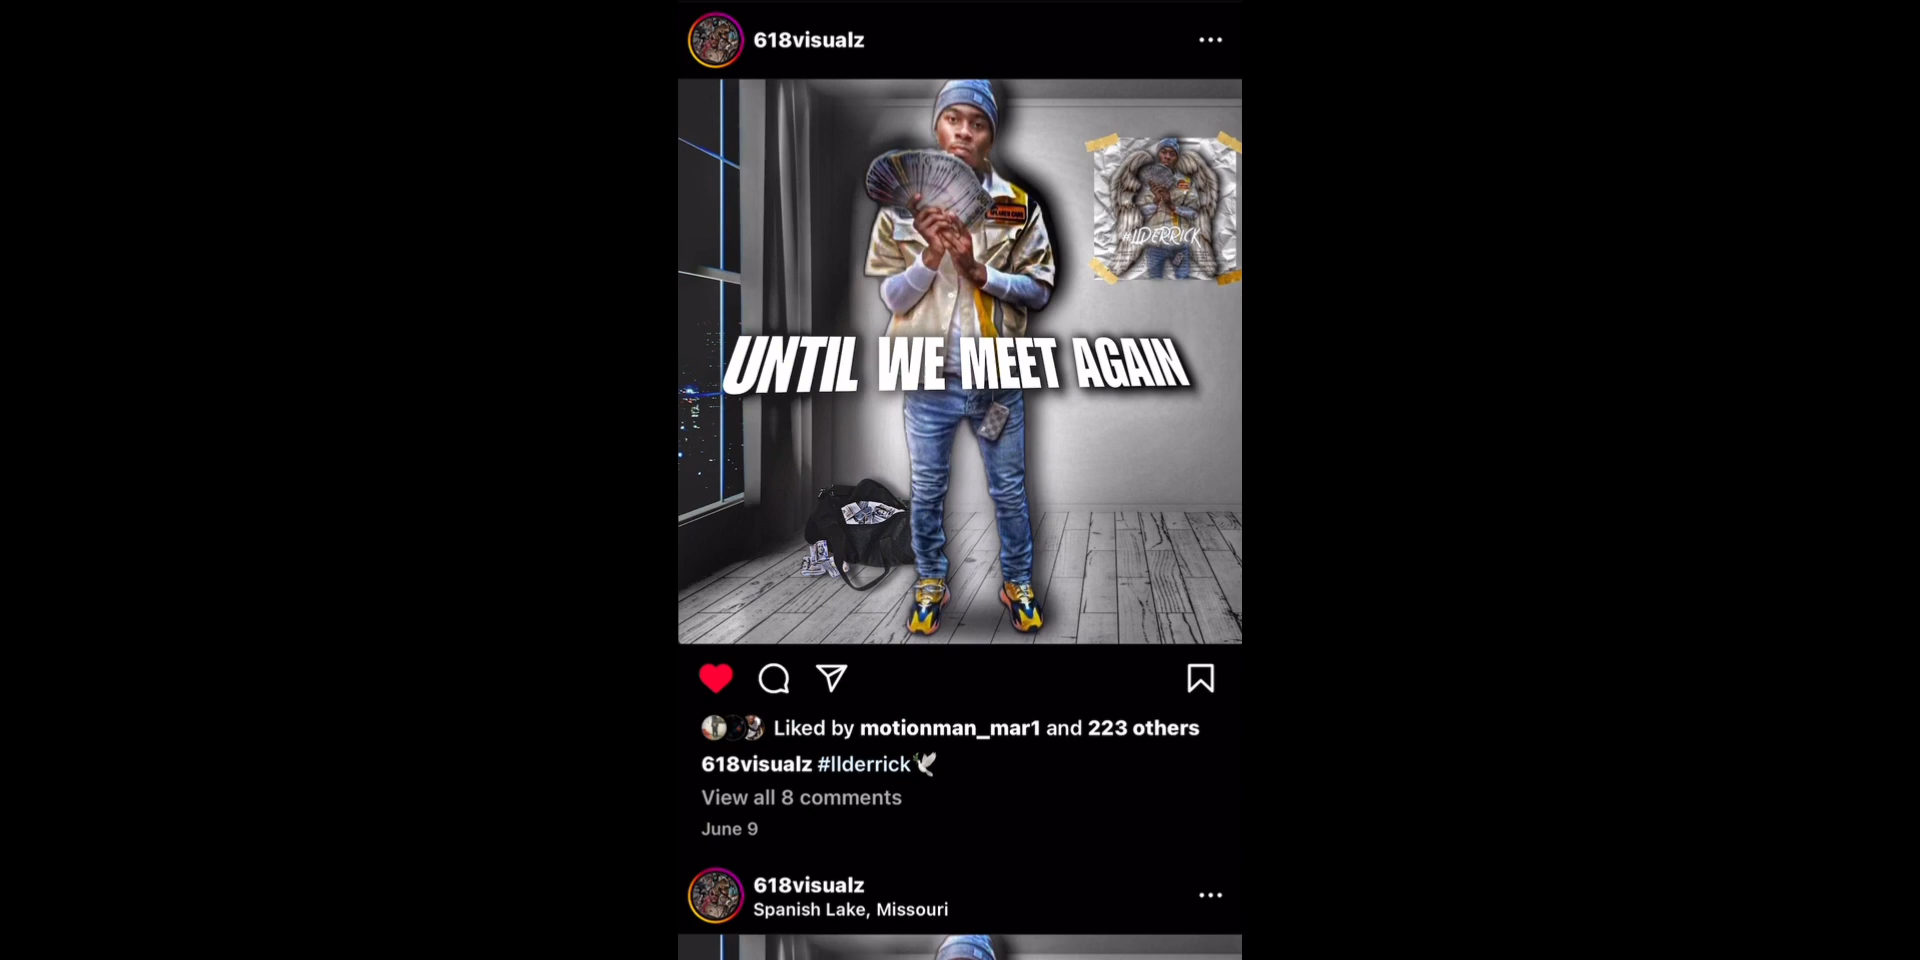 618visualz
#LLDERRICK
UNTIL WE MEET AGAIN
Liked by motionman_mar1 and 223 others
618visualz #llderrick🕊️
View all 8 comments
June 9
618visualz
Spanish Lake, Missouri